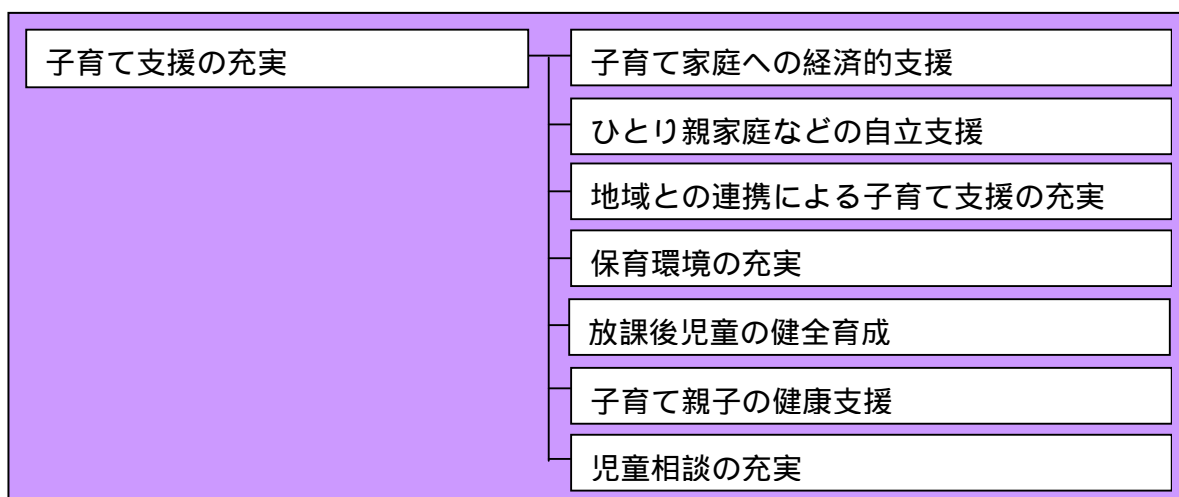 子育て支援の充実
子育て家庭への経済的支援
ひとり親家庭などの自立支援
地域との連携による子育て支援の充実
保育環境の充実
放課後児童の健全育成
子育て親子の健康支援
児童相談の充実